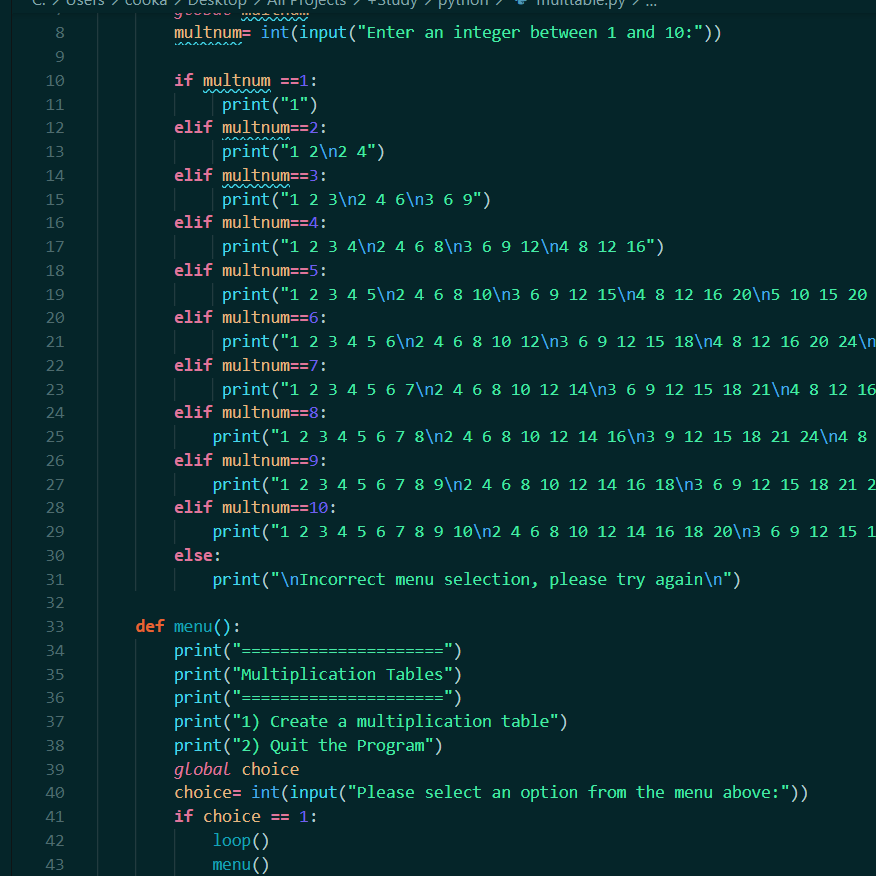 C: > Users > cooka > Desktop > All Projects > +Study > python > multtable.py > ...
7 global multnum
8 multnum= int(input("Enter an integer between 1 and 10:"))
9
10 if multnum ==1:
11 print("1")
12 elif multnum==2:
13 print("1 2\n2 4")
14 elif multnum==3:
15 print("1 2 3\n2 4 6\n3 6 9")
16 elif multnum==4:
17 print("1 2 3 4\n2 4 6 8\n3 6 9 12\n4 8 12 16")
18 elif multnum==5:
19 print("1 2 3 4 5\n2 4 6 8 10\n3 6 9 12 15\n4 8 12 16 20\n5 10 15 20
20 elif multnum==6:
21 print("1 2 3 4 5 6\n2 4 6 8 10 12\n3 6 9 12 15 18\n4 8 12 16 20 24\n
22 elif multnum==7:
23 print("1 2 3 4 5 6 7\n2 4 6 8 10 12 14\n3 6 9 12 15 18 21\n4 8 12 16
24 elif multnum==8:
25 print("1 2 3 4 5 6 7 8\n2 4 6 8 10 12 14 16\n3 9 12 15 18 21 24\n4 8
26 elif multnum==9:
27 print("1 2 3 4 5 6 7 8 9\n2 4 6 8 10 12 14 16 18\n3 6 9 12 15 18 21 2
28 elif multnum==10:
29 print("1 2 3 4 5 6 7 8 9 10\n2 4 6 8 10 12 14 16 18 20\n3 6 9 12 15 1
30 else:
31 print("\nIncorrect menu selection, please try again\n")
32
33 def menu():
34 print("=====================")
35 print("Multiplication Tables")
36 print("=====================")
37 print("1) Create a multiplication table")
38 print("2) Quit the Program")
39 global choice
40 choice= int(input("Please select an option from the menu above:"))
41 if choice == 1:
42 loop()
43 menu()